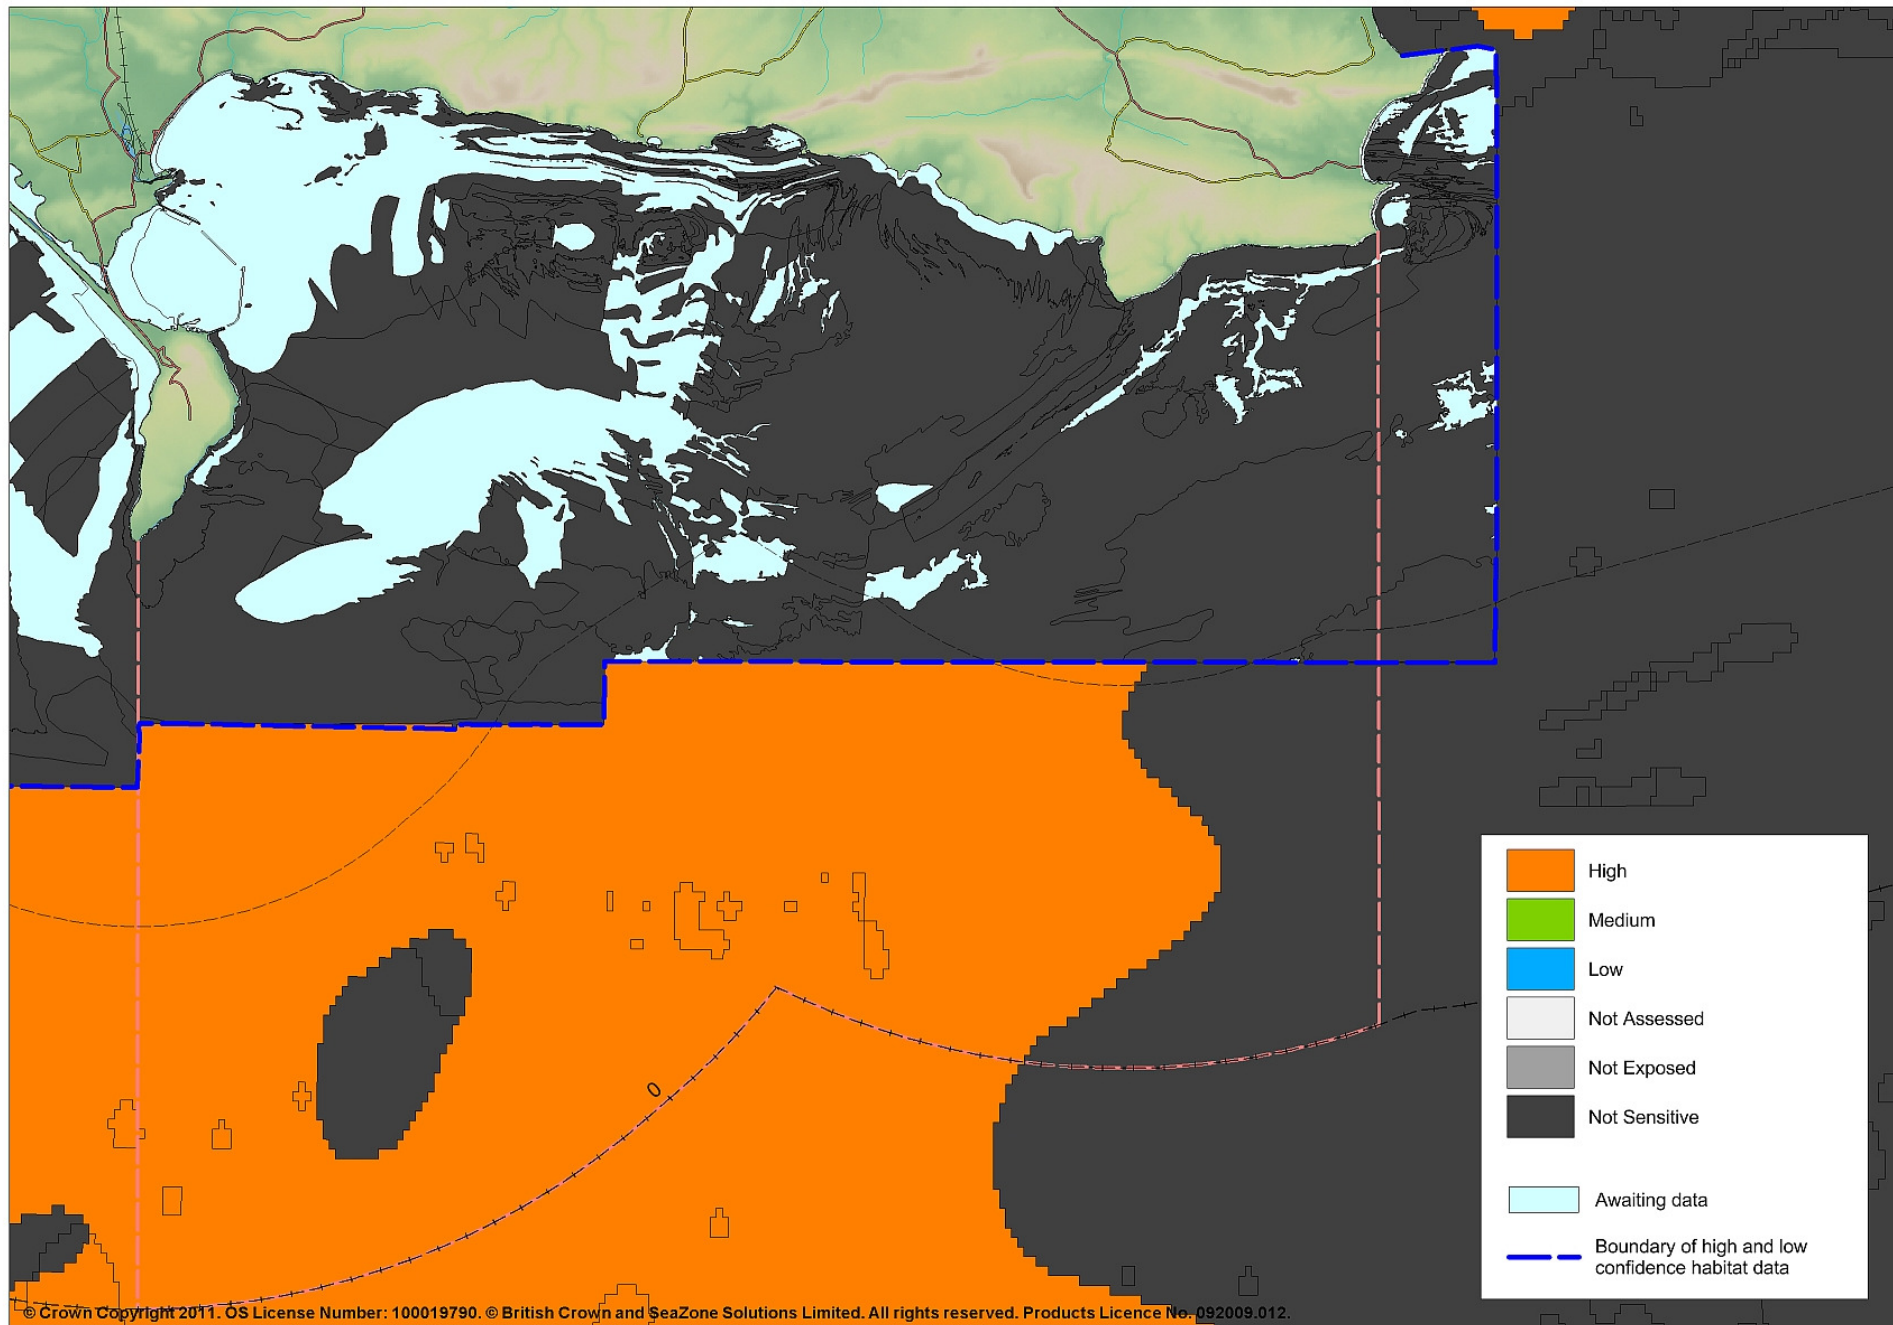 High
Medium
Low
Not Assessed
Not Exposed
Not Sensitive
Awaiting data
Boundary of high and low
confidence habitat data
0
© Crown Copyright 2011. OS License Number: 100019790. © British Crown and SeaZone Solutions Limited. All rights reserved. Products Licence No. 092009.012.